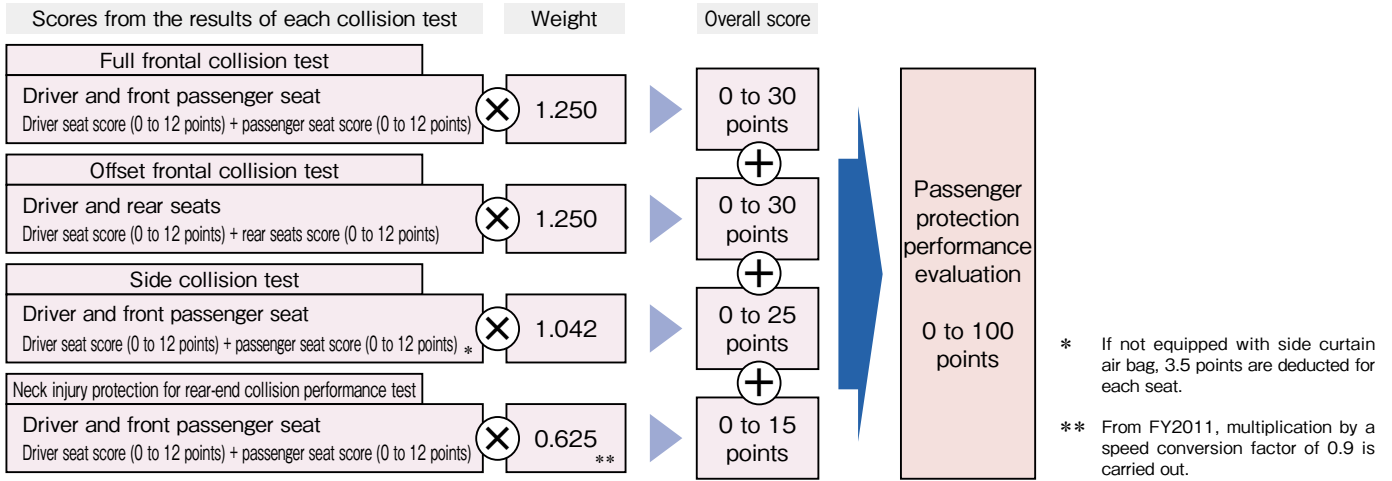 Scores from the results of each collision test
Weight
Overall score
Full frontal collision test
Driver and front passenger seat
Driver seat score (0 to 12 points) + passenger seat score (0 to 12 points)
×
1.250
0 to 30
points
+
Offset frontal collision test
Driver and rear seats
Driver seat score (0 to 12 points) + rear seats score (0 to 12 points)
×
1.250
0 to 30
points
+
Side collision test
Driver and front passenger seat
Driver seat score (0 to 12 points) + passenger seat score (0 to 12 points) *
×
1.042
0 to 25
points
+
Neck injury protection for rear-end collision performance test
Driver and front passenger seat
Driver seat score (0 to 12 points) + passenger seat score (0 to 12 points)
×
0.625
**
0 to 15
points
Passenger
protection
performance
evaluation
0 to 100
points
* If not equipped with side curtain
air bag, 3.5 points are deducted for
each seat.
** From FY2011, multiplication by a
speed conversion factor of 0.9 is
carried out.